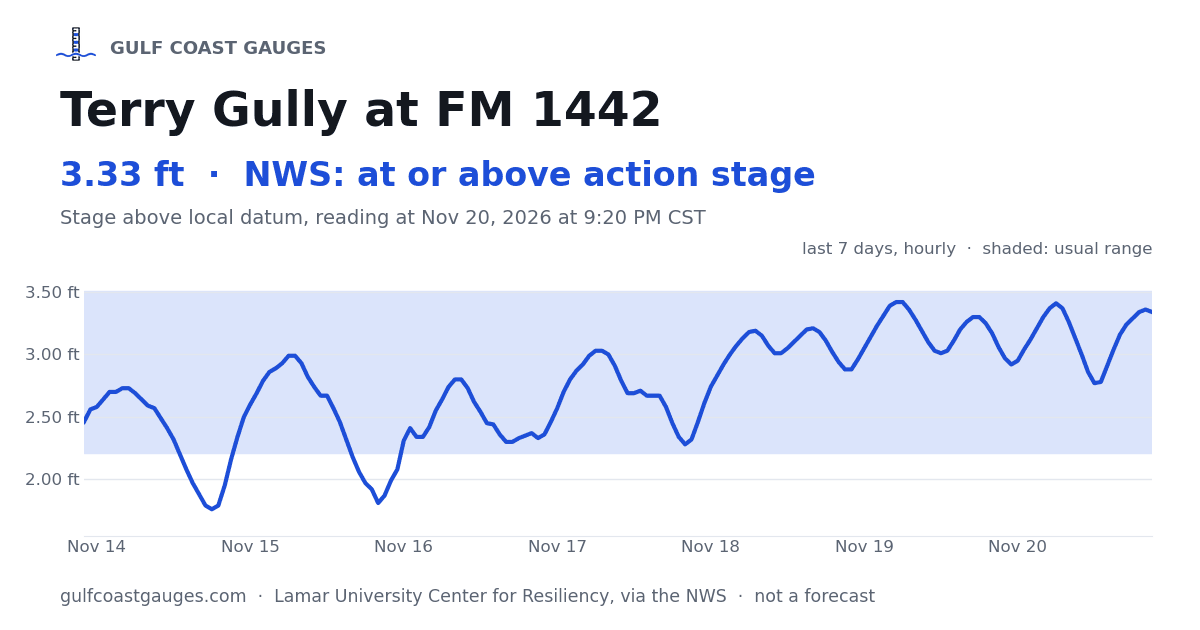 GULF COAST GAUGES
Terry Gully at FM 1442
3.33 ft · NWS: at or above action stage
Stage above local datum, reading at Nov 20, 2026 at 9:20 PM CST
last 7 days, hourly · shaded: usual range
3.50 ft
3.00 ft
2.50 ft
2.00 ft
Nov 14 Nov 15 Nov 16 Nov 17 Nov 18 Nov 19 Nov 20
gulfcoastgauges.com · Lamar University Center for Resiliency, via the NWS · not a forecast